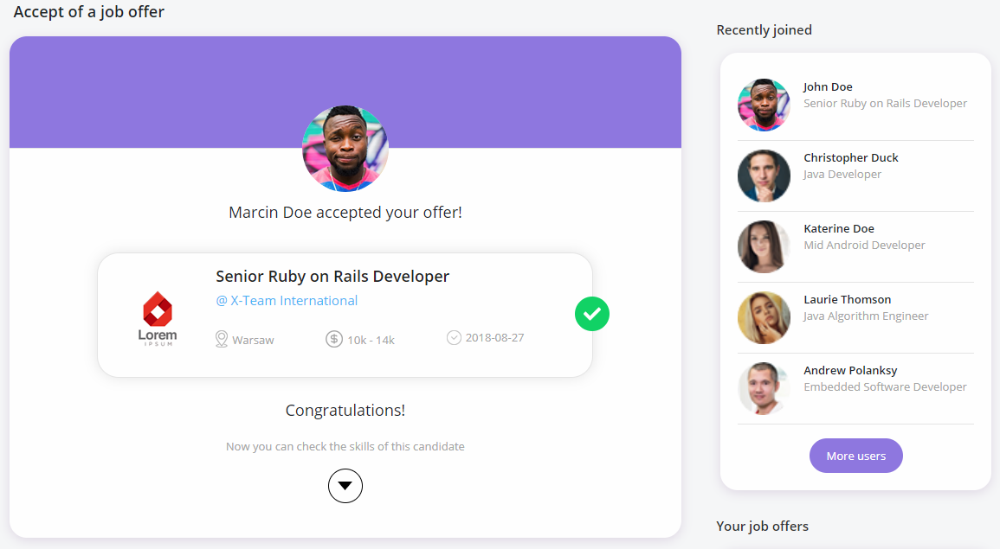 Accept of a job offer
Marcin Doe accepted your offer!
Senior Ruby on Rails Developer
@ X-Team International
Lorem
IPSUM
Warsaw
$ 10k - 14k
2018-08-27
Congratulations!
Now you can check the skills of this candidate
Recently joined
John Doe
Senior Ruby on Rails Developer
Christopher Duck
Java Developer
Katerine Doe
Mid Android Developer
Laurie Thomson
Java Algorithm Engineer
Andrew Polanksy
Embedded Software Developer
More users
Your job offers